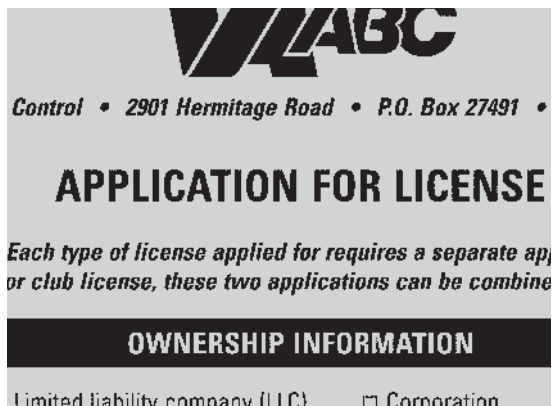 ABC
Control • 2901 Hermitage Road • P.O. Box 27491 •
APPLICATION FOR LICENSE
Each type of license applied for requires a separate
or club license, these two applications can be
OWNERSHIP INFORMATION
Limited liability company (LLC) □ Corporation